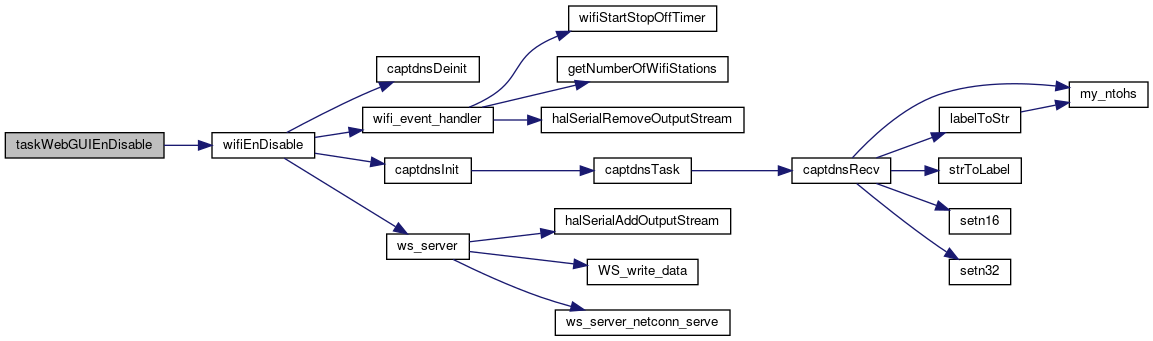 taskWebGUIEnDisable
wifiEnDisable
captdnsDeinit
wifi_event_handler
captdnsInit
ws_server
wifiStartStopOffTimer
getNumberOfWifiStations
halSerialRemoveOutputStream
captdnsTask
halSerialAddOutputStream
WS_write_data
ws_server_netconn_serve
captdnsRecv
my_ntohs
labelToStr
strToLabel
setn16
setn32